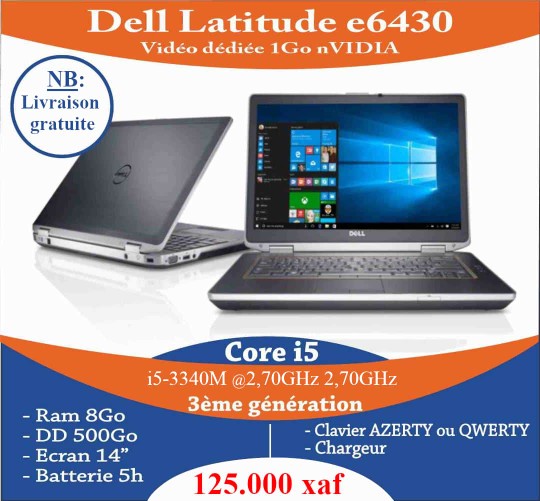 Dell Latitude e6430
Vidéo dédiée 1Go nVIDIA
NB:
Livraison
gratuite
DELL
DELL
Core i5
i5-3340M @2,70GHz 2,70GHz
3ème génération
- Ram 8Go
- DD 500Go
- Ecran 14”
- Batterie 5h
- Clavier AZERTY ou QWERTY
- Chargeur
125.000 xaf